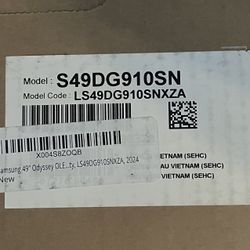 Model : S49DG910SN
Model Code : LS49DG910SNXZA
X004S8ZOQB
amsung 49" Odyssey OLE...ty, LS49DG910SNXZA, 2024
New
IETNAM (SEHC)
AU VIETNAM (SEHC)
VIETNAM (SEHC)